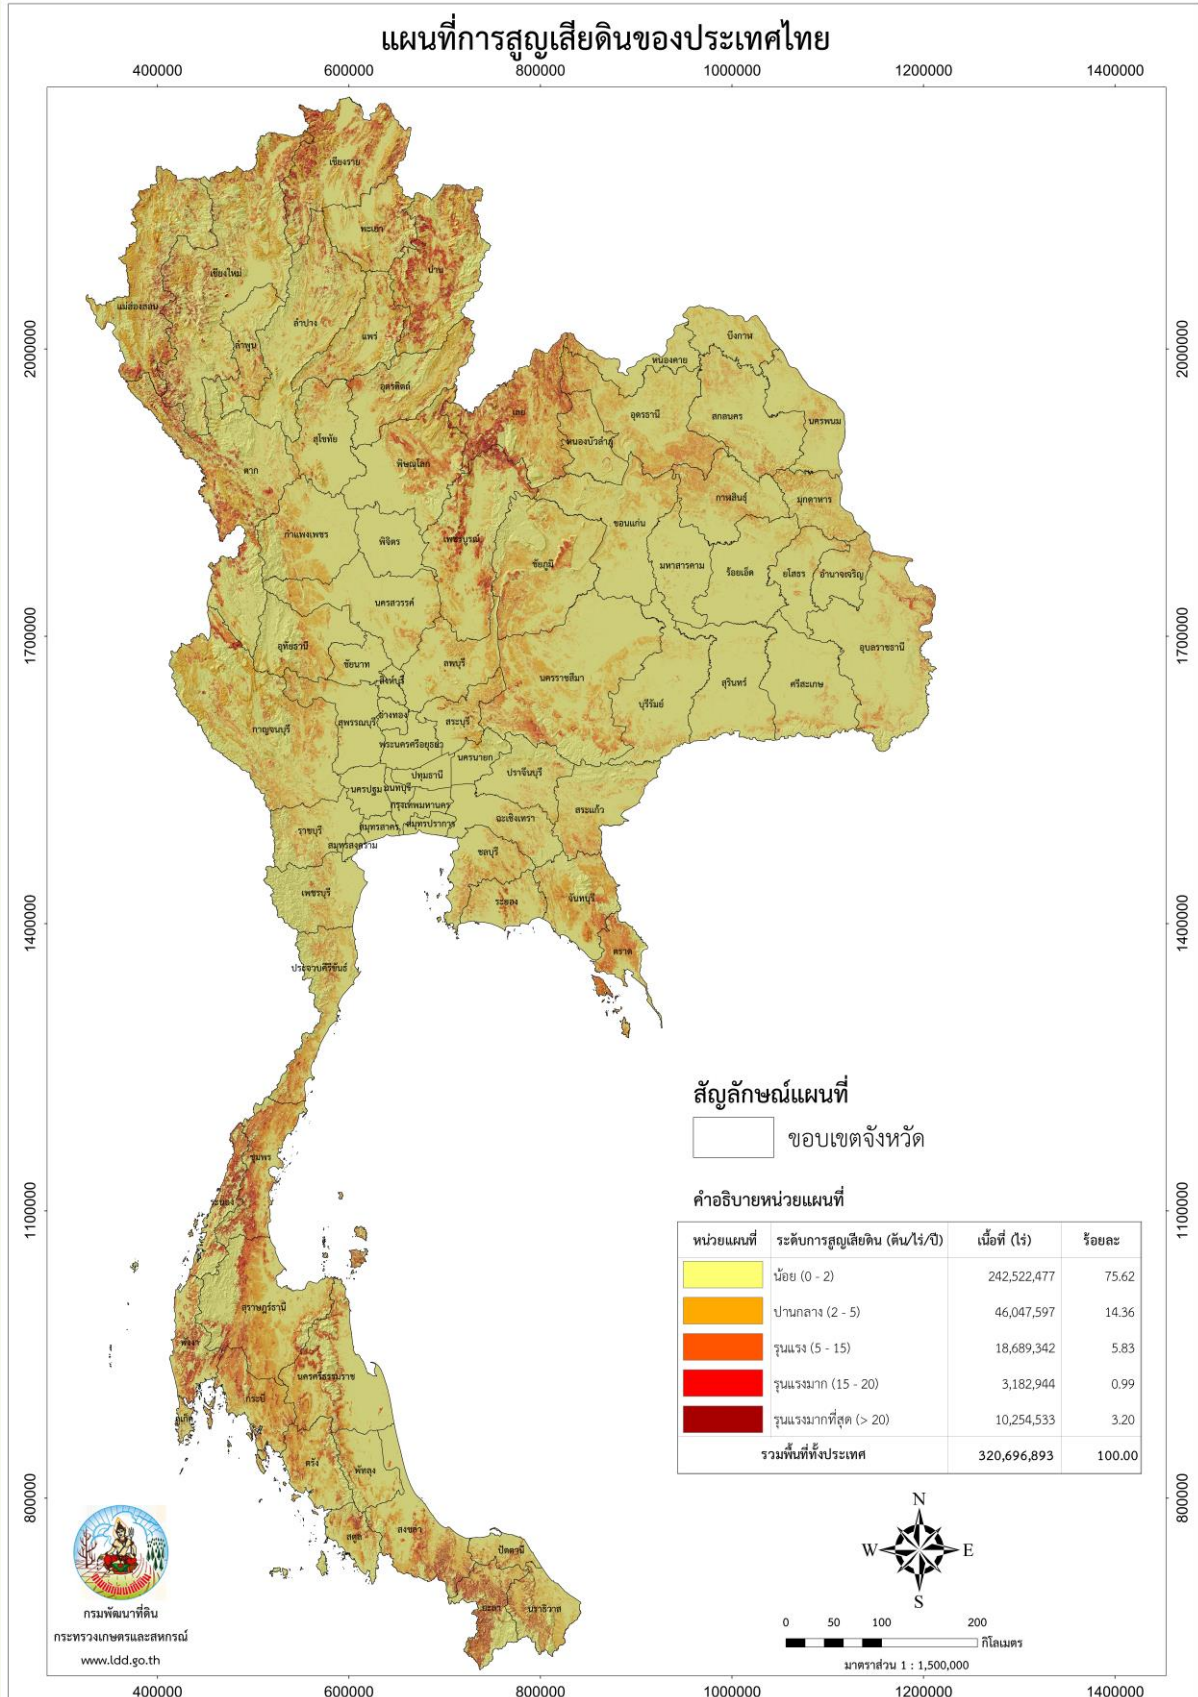 แผนที่การสูญเสียดินของประเทศไทย
400000 600000 800000 1000000 1200000 1400000
2000000 2000000
1700000 1700000
1400000 1400000
1100000 1100000
800000 800000
เชียงราย
พะเยา
น่าน
เชียงใหม่
แม่ฮ่องสอน
ลำปาง
แพร่
ลำพูน
อุตรดิตถ์
บึงกาฬ
หนองคาย
เลย
อุดรธานี
สกลนคร
นครพนม
หนองบัวลำภู
สุโขทัย
พิษณุโลก
ตาก
กาฬสินธุ์
มุกดาหาร
ขอนแก่น
กำแพงเพชร
พิจิตร
เพชรบูรณ์
ชัยภูมิ
มหาสารคาม
ร้อยเอ็ด
ยโสธร
อำนาจเจริญ
นครสวรรค์
อุทัยธานี
ชัยนาท
ลพบุรี
อุบลราชธานี
สิงห์บุรี
นครราชสีมา
สุรินทร์
ศรีสะเกษ
บุรีรัมย์
กาญจนบุรี
สุพรรณบุรี
อ่างทอง
สระบุรี
พระนครศรีอยุธยา
นครนายก
ปทุมธานี
ปราจีนบุรี
นครปฐม
นนทบุรี
กรุงเทพมหานคร
สระแก้ว
ฉะเชิงเทรา
ราชบุรี
สมุทรสาคร
สมุทรปราการ
สมุทรสงคราม
ชลบุรี
เพชรบุรี
ระยอง
จันทบุรี
ตราด
ประจวบคีรีขันธ์
ชุมพร
ระนอง
สุราษฎร์ธานี
พังงา
นครศรีธรรมราช
กระบี่
ภูเก็ต
ตรัง
พัทลุง
สตูล
สงขลา
ปัตตานี
ยะลา
นราธิวาส
สัญลักษณ์แผนที่
ขอบเขตจังหวัด
คำอธิบายหน่วยแผนที่
หน่วยแผนที่ ระดับการสูญเสียดิน (ตัน/ไร่/ปี) เนื้อที่ (ไร่) ร้อยละ
น้อย (0 - 2) 242,522,477 75.62
ปานกลาง (2 - 5) 46,047,597 14.36
รุนแรง (5 - 15) 18,689,342 5.83
รุนแรงมาก (15 - 20) 3,182,944 0.99
รุนแรงมากที่สุด (> 20) 10,254,533 3.20
รวมพื้นที่ทั้งประเทศ 320,696,893 100.00
N
W E
S
0 50 100 200
กิโลเมตร
มาตราส่วน 1 : 1,500,000
กรมพัฒนาที่ดิน
กระทรวงเกษตรและสหกรณ์
www.ldd.go.th
400000 600000 800000 1000000 1200000 1400000